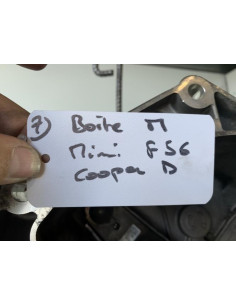 7) Boite M
Mini F56
Cooper D